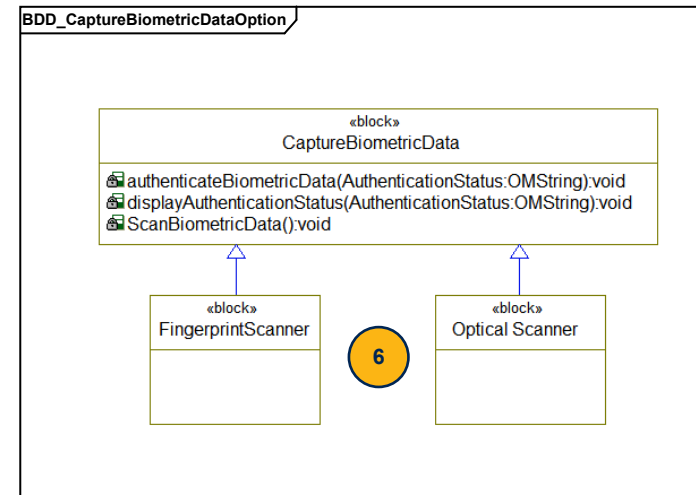 BDD_CaptureBiometricDataOption
«block»
CaptureBiometricData
authenticateBiometricData(AuthenticationStatus:OMString):void
displayAuthenticationStatus(AuthenticationStatus:OMString):void
ScanBiometricData():void
«block»
FingerprintScanner
«block»
Optical Scanner
6